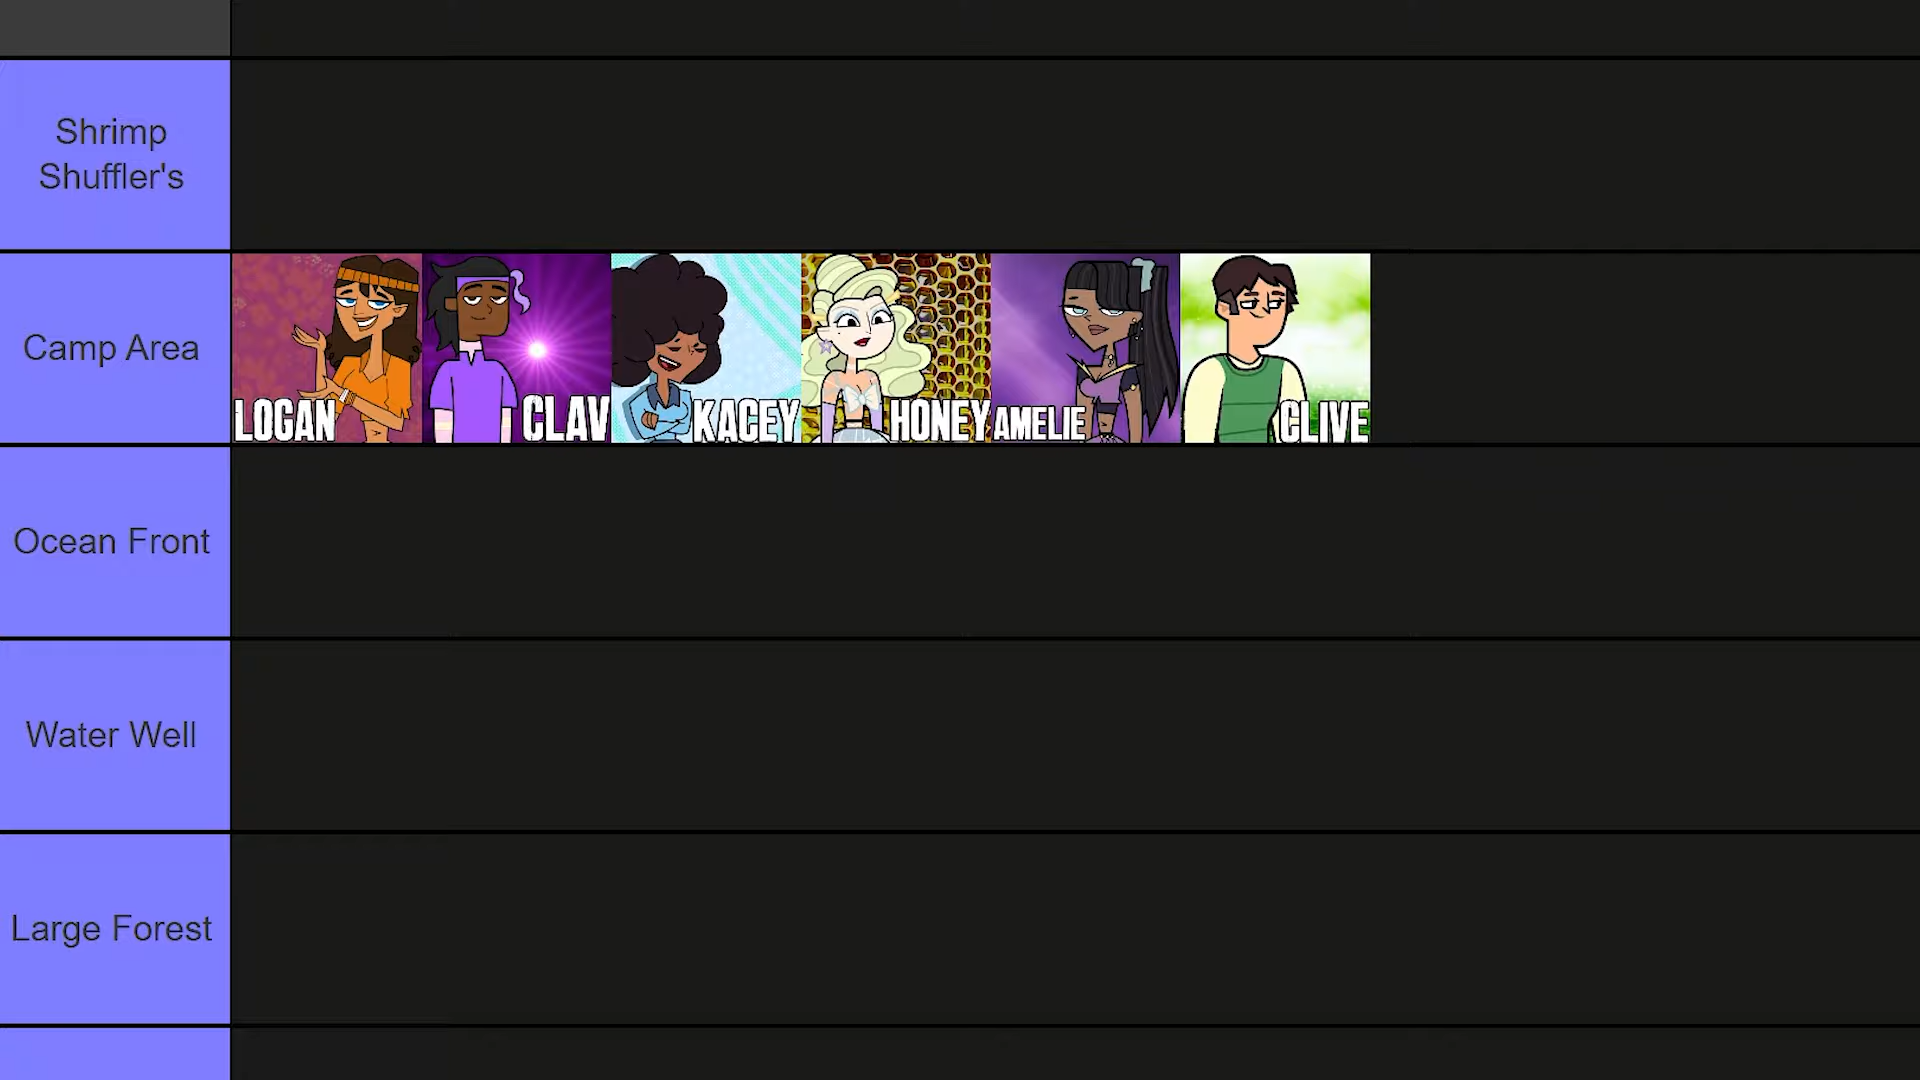 Shrimp
Shuffler's
Camp Area
LOGAN
CLAV
KACEY
HONEY
AMELIE
CLIVE
Ocean Front
Water Well
Large Forest